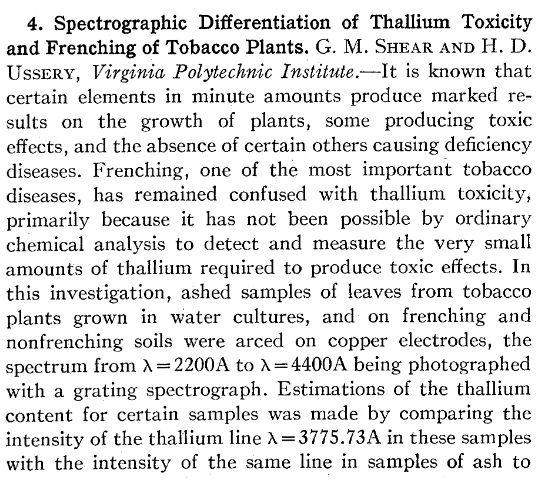 4. Spectrographic Differentiation of Thallium Toxicity
and Frenching of Tobacco Plants. G. M. SHEAR AND H. D.
USSERY, Virginia Polytechnic Institute.—It is known that
certain elements in minute amounts produce marked re-
sults on the growth of plants, some producing toxic
effects, and the absence of certain others causing deficiency
diseases. Frenching, one of the most important tobacco
diseases, has remained confused with thallium toxicity,
primarily because it has not been possible by ordinary
chemical analysis to detect and measure the very small
amounts of thallium required to produce toxic effects. In
this investigation, ashed samples of leaves from tobacco
plants grown in water cultures, and on frenching and
nonfrenching soils were arced on copper electrodes, the
spectrum from λ=2200A to λ=4400A being photographed
with a grating spectrograph. Estimations of the thallium
content for certain samples was made by comparing the
intensity of the thallium line λ=3775.73A in these samples
with the intensity of the same line in samples of ash to